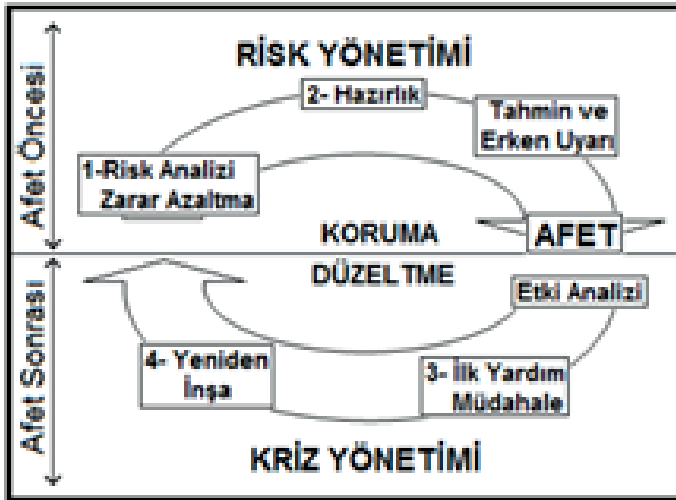 Afet Öncesi
RİSK YÖNETİMİ
2- Hazırlık
Tahmin ve
Erken Uyarı
1-Risk Analizi
Zarar Azaltma
KORUMA
AFET
Afet Sonrası
DÜZELTME
Etki Analizi
4- Yeniden
İnşa
3- İlk Yardım
Müdahale
KRİZ YÖNETİMİ